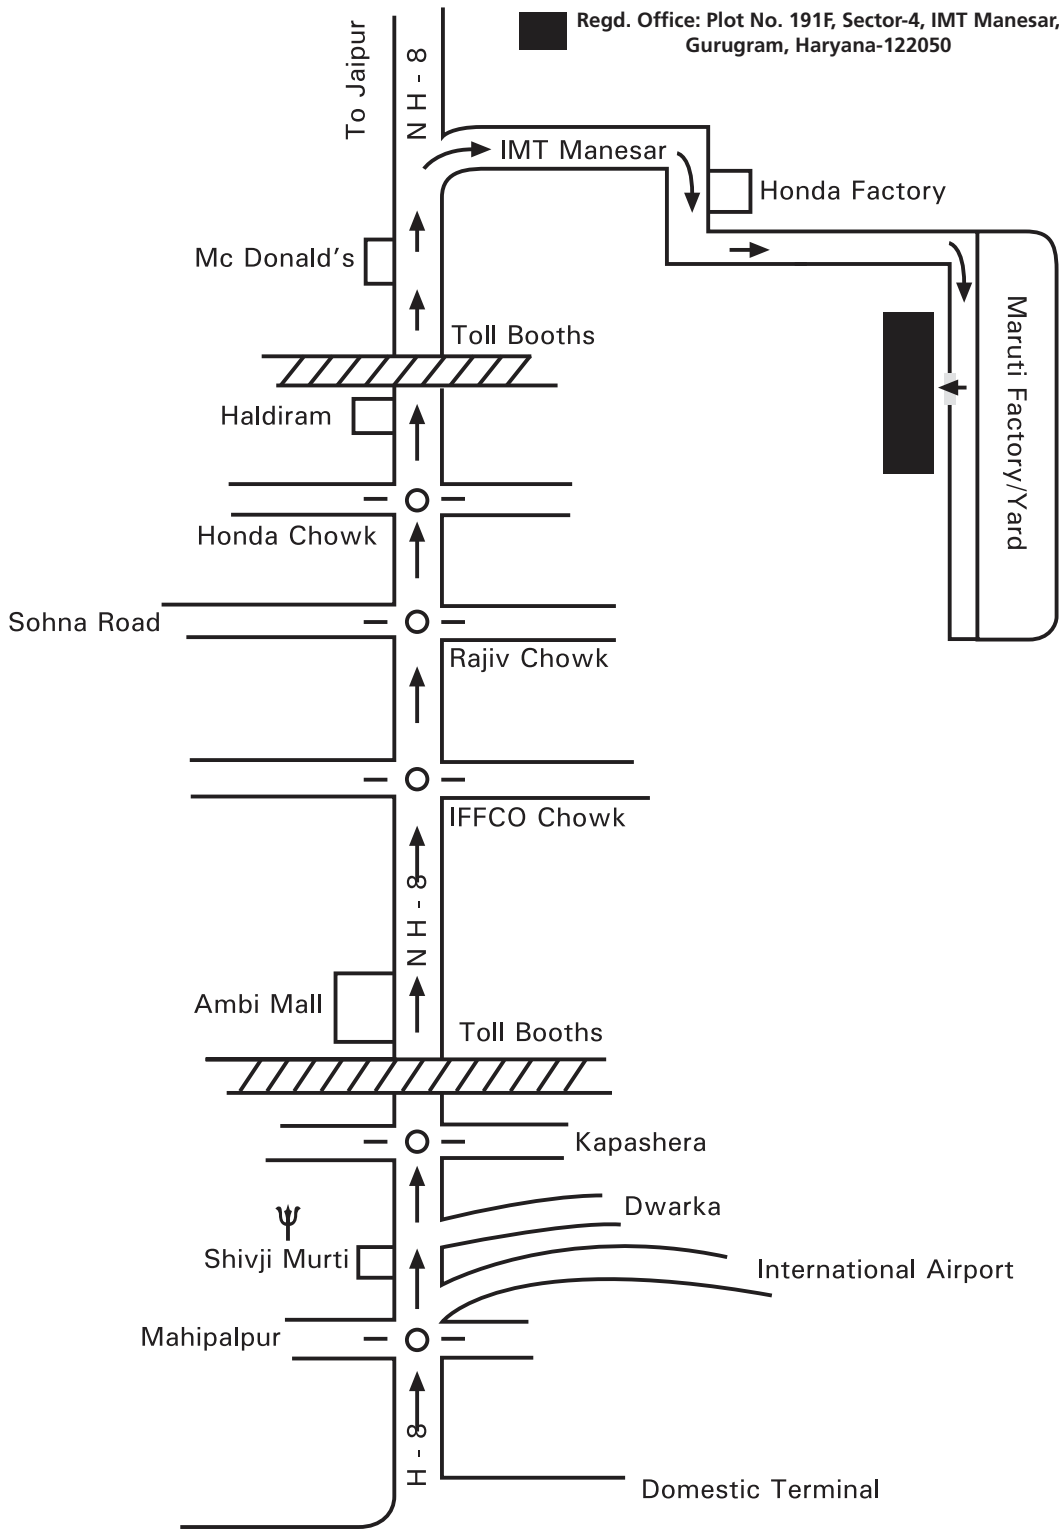 Regd. Office: Plot No. 191F, Sector-4, IMT Manesar,
Gurugram, Haryana-122050
To Jaipur
NH-8
IMT Manesar
Honda Factory
Mc Donald's
Maruti Factory/Yard
Toll Booths
Haldiram
Honda Chowk
Sohna Road
Rajiv Chowk
IFFCO Chowk
NH-8
Ambi Mall
Toll Booths
Kapashera
Dwarka
Shivji Murti
International Airport
Mahipalpur
H-8
Domestic Terminal